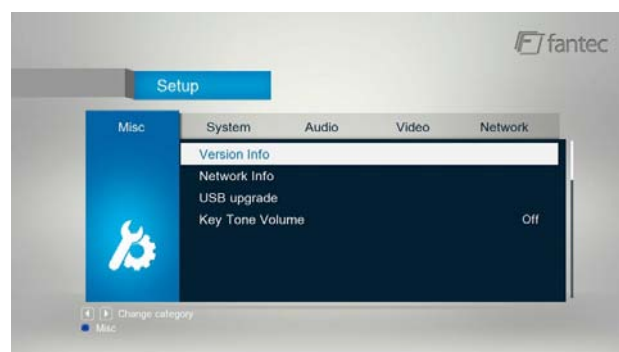 fantec
Setup
Misc System Audio Video Network
Version Info
Network Info
USB upgrade
Key Tone Volume Off
Change category
Misc